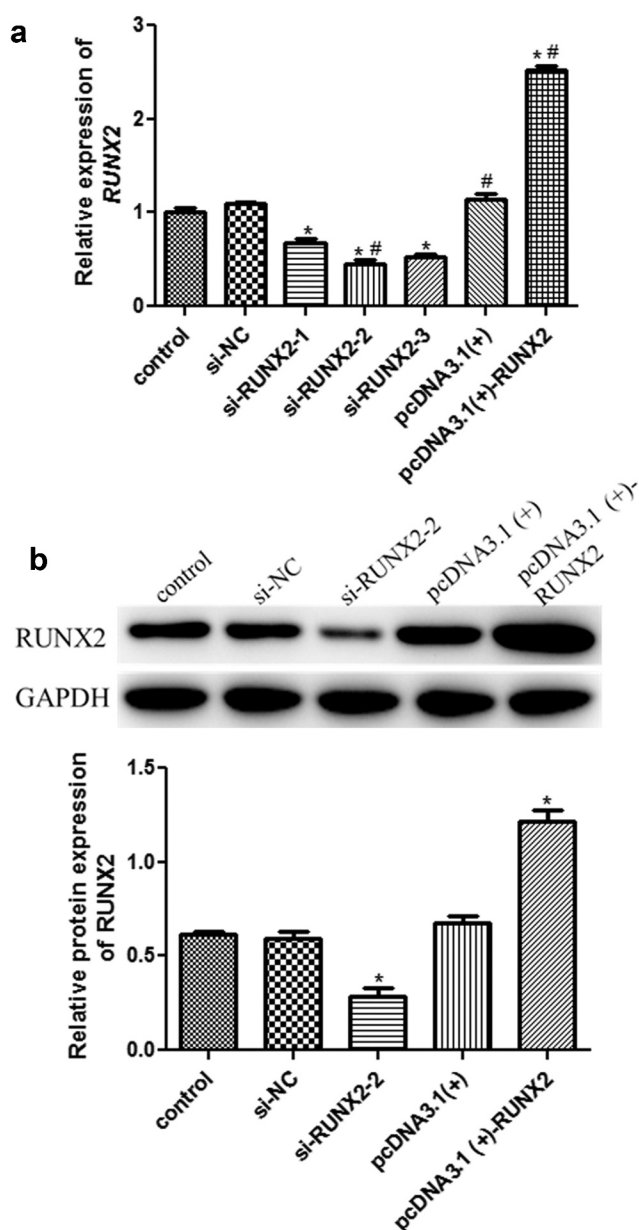 a
Relative expression of
RUNX2
3
2
1
0
*
* #
*
#
* #
control
si-NC
si-RUNX2-1
si-RUNX2-2
si-RUNX2-3
pcDNA3.1(+)
pcDNA3.1(+)-RUNX2
b
control
si-NC
si-RUNX2-2
pcDNA3.1 (+)
pcDNA3.1 (+)-
RUNX2
RUNX2
GAPDH
Relative protein expression
of RUNX2
1.5
1.0
0.5
0.0
*
*
control
si-NC
si-RUNX2-2
pcDNA3.1(+)
pcDNA3.1 (+)-RUNX2